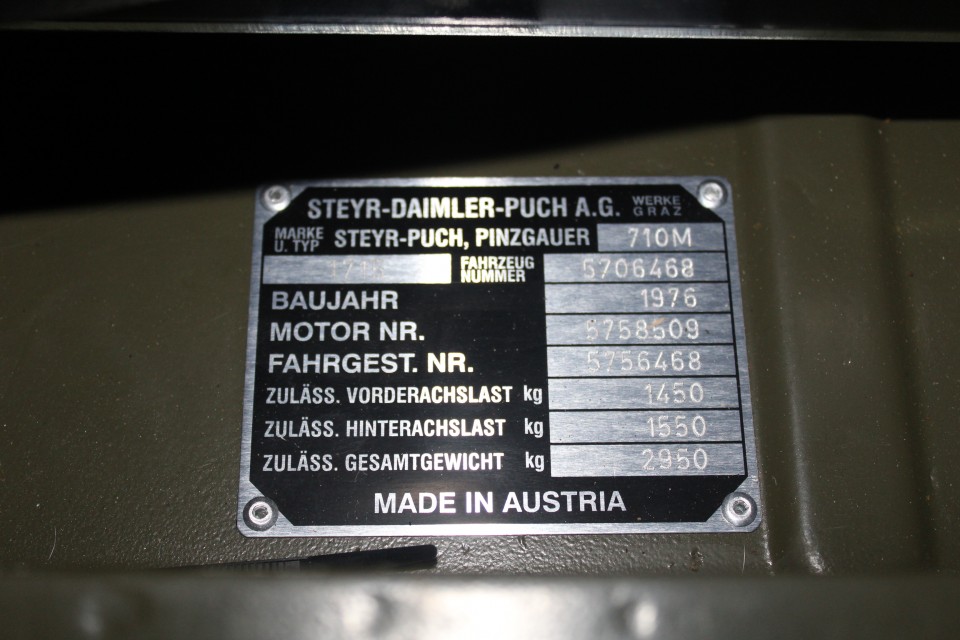 STEYR-DAIMLER-PUCH A.G. WERKE GRAZ
MARKE U. TYP STEYR-PUCH, PINZGAUER 710M
FAHRZEUG NUMMER 5706468
BAUJAHR 1976
MOTOR NR. 5758509
FAHRGEST. NR. 5756468
ZULÄSS. VORDERACHSLAST kg 1450
ZULÄSS. HINTERACHSLAST kg 1550
ZULÄSS. GESAMTGEWICHT kg 2950
MADE IN AUSTRIA